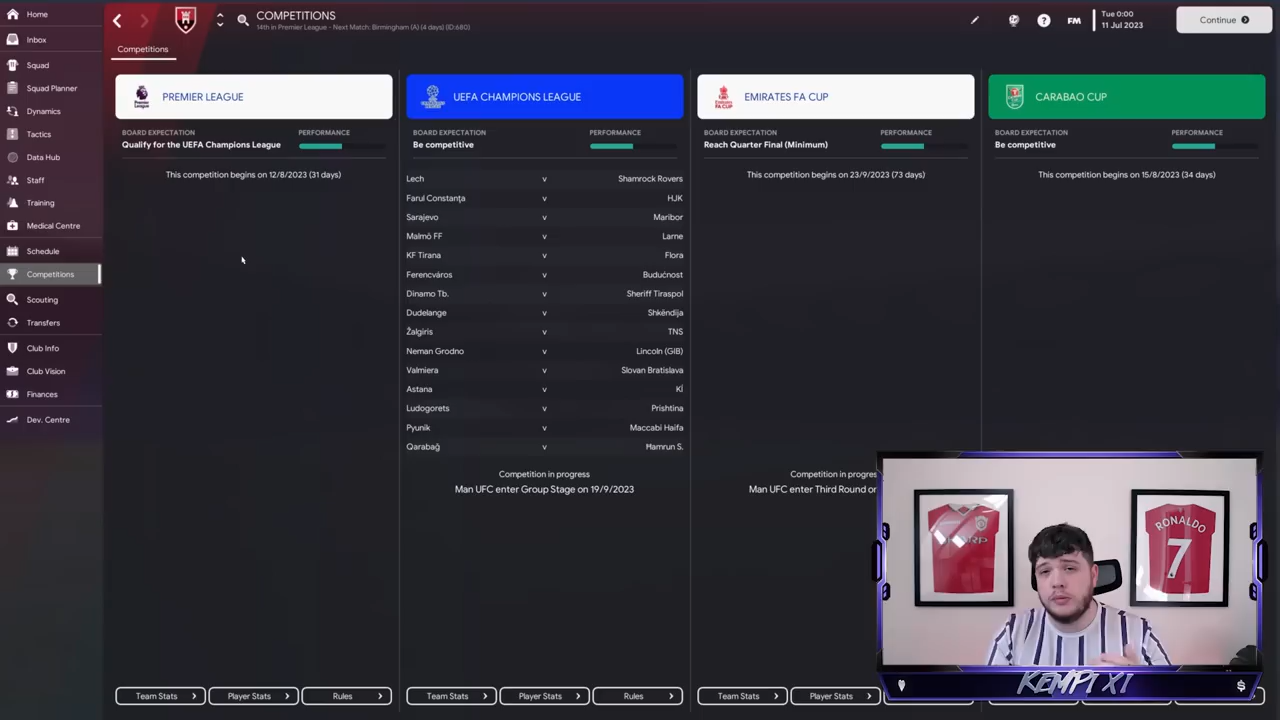 Home
Inbox
Squad
Squad Planner
Dynamics
Tactics
Data Hub
Staff
Training
Medical Centre
Schedule
Competitions
Scouting
Transfers
Club Info
Club Vision
Finances
Dev. Centre
COMPETITIONS
14th in Premier League - Next Match: Birmingham (A) (4 days) (ID:680)
? FM
Tue 0:00
11 Jul 2023
Continue
Competitions
Premier League
PREMIER LEAGUE
BOARD EXPECTATION PERFORMANCE
Qualify for the UEFA Champions League
This competition begins on 12/8/2023 (31 days)
UEFA CHAMPIONS LEAGUE
BOARD EXPECTATION PERFORMANCE
Be competitive
Lech v Shamrock Rovers
Farul Constanța v HJK
Sarajevo v Maribor
Malmö FF v Larne
KF Tirana v Flora
Ferencváros v Budućnost
Dinamo Tb. v Sheriff Tiraspol
Dudelange v Shkëndija
Žalgiris v TNS
Neman Grodno v Lincoln (GIB)
Valmiera v Slovan Bratislava
Astana v KÍ
Ludogorets v Prishtina
Pyunik v Maccabi Haifa
Qarabağ v Ħamrun S.
Competition in progress
Man UFC enter Group Stage on 19/9/2023
Emirates FA CUP
EMIRATES FA CUP
BOARD EXPECTATION PERFORMANCE
Reach Quarter Final (Minimum)
This competition begins on 23/9/2023 (73 days)
Competition in progres
Man UFC enter Third Round on
CARABAO CUP
BOARD EXPECTATION PERFORMANCE
Be competitive
This competition begins on 15/8/2023 (34 days)
Team Stats Player Stats Rules
Team Stats Player Stats Rules
Team Stats Player Stats
RONALDO
7
KEMPI XI
$